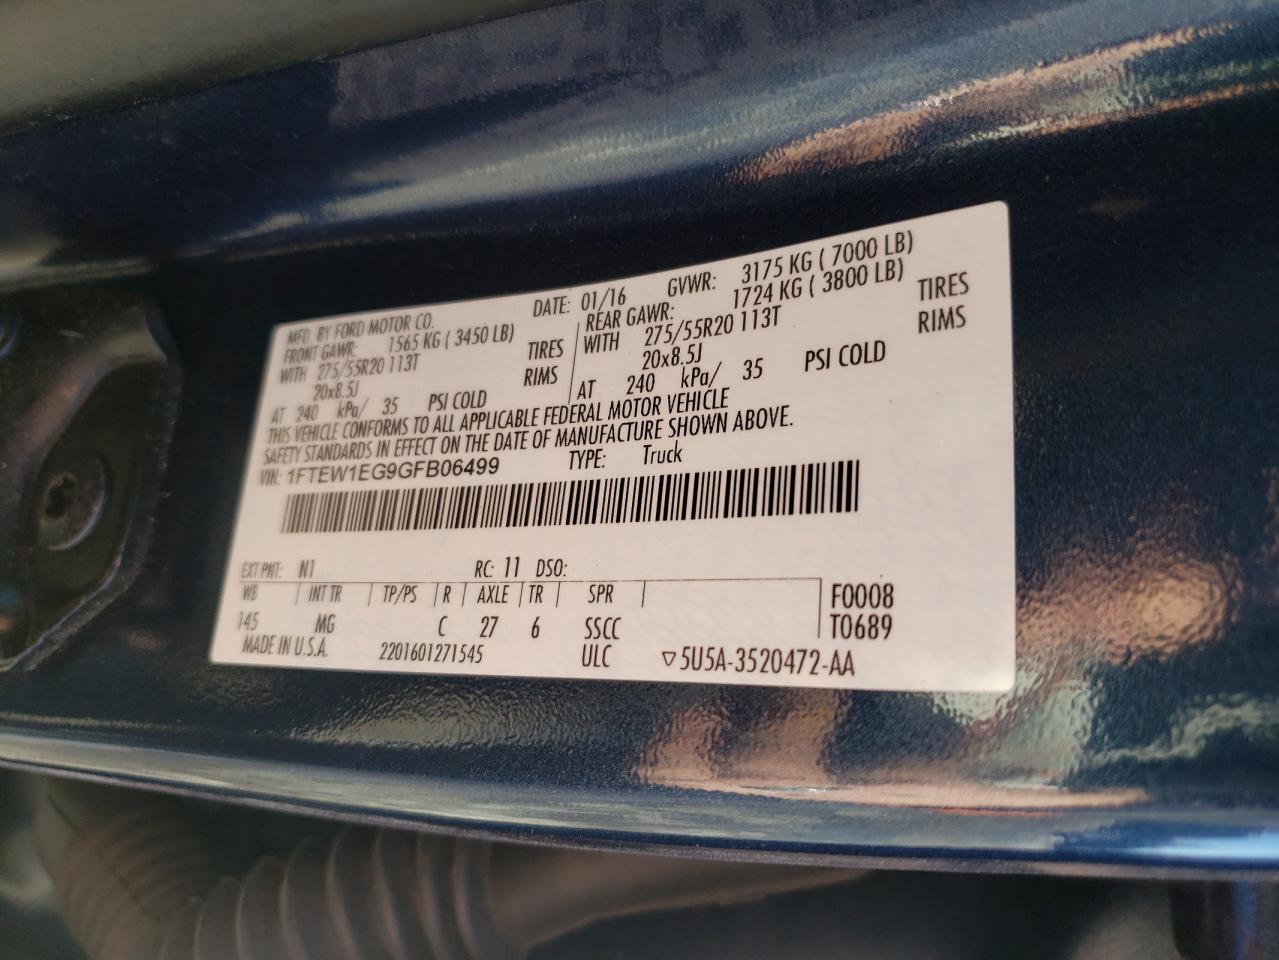 MFD. BY FORD MOTOR CO. DATE: 01/16 GVWR: 3175 KG ( 7000 LB)
FRONT GAWR: 1565 KG ( 3450 LB) REAR GAWR: 1724 KG ( 3800 LB)
WITH 275/55R20 113T TIRES WITH 275/55R20 113T TIRES
20x8.5J RIMS 20x8.5J RIMS
AT 240 kPa/ 35 PSI COLD AT 240 kPa/ 35 PSI COLD
THIS VEHICLE CONFORMS TO ALL APPLICABLE FEDERAL MOTOR VEHICLE
SAFETY STANDARDS IN EFFECT ON THE DATE OF MANUFACTURE SHOWN ABOVE.
VIN: 1FTEW1EG9GFB06499 TYPE: Truck
EXT PNT: N1 RC: 11 DSO:
WB INT TR TP/PS R AXLE TR SPR F0008
145 MG C 27 6 SSCC T0689
MADE IN U.S.A. 2201601271545 ULC ▽5U5A-3520472-AA